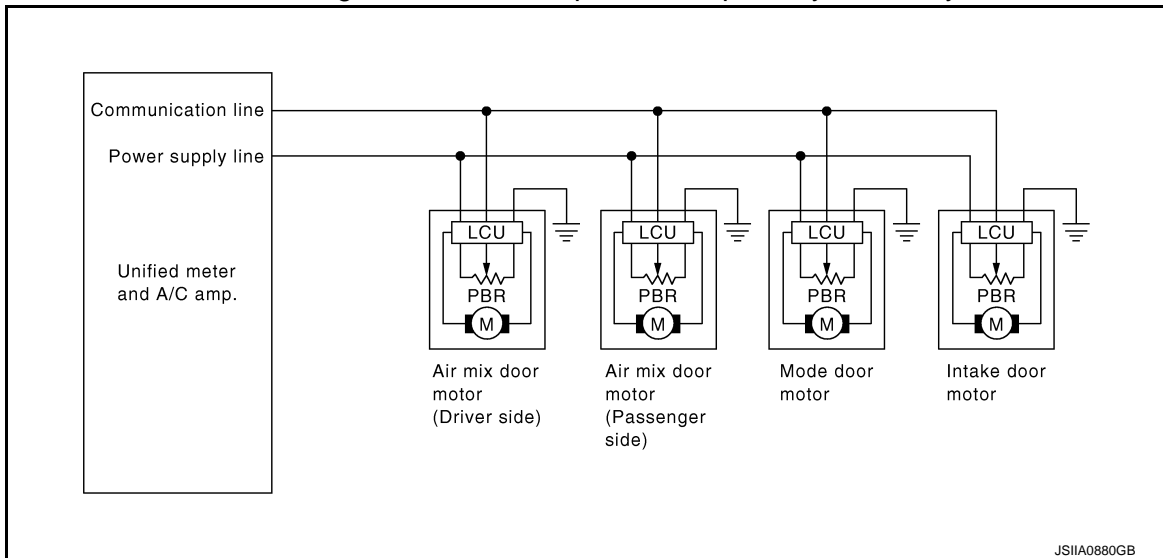 Communication line
Power supply line
Unified meter
and A/C amp.
LCU
PBR
M
LCU
PBR
M
LCU
PBR
M
LCU
PBR
M
Air mix door
motor
(Driver side)
Air mix door
motor
(Passenger
side)
Mode door
motor
Intake door
motor
JSIIA0880GB